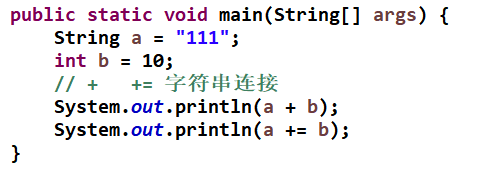 public static void main(String[] args) {
    String a = "111";
    int b = 10;
    // +   += 字符串连接
    System.out.println(a + b);
    System.out.println(a += b);
}